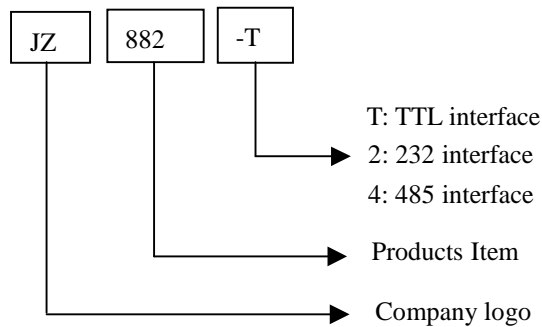 JZ 882 -T
T: TTL interface
2: 232 interface
4: 485 interface
Products Item
Company logo